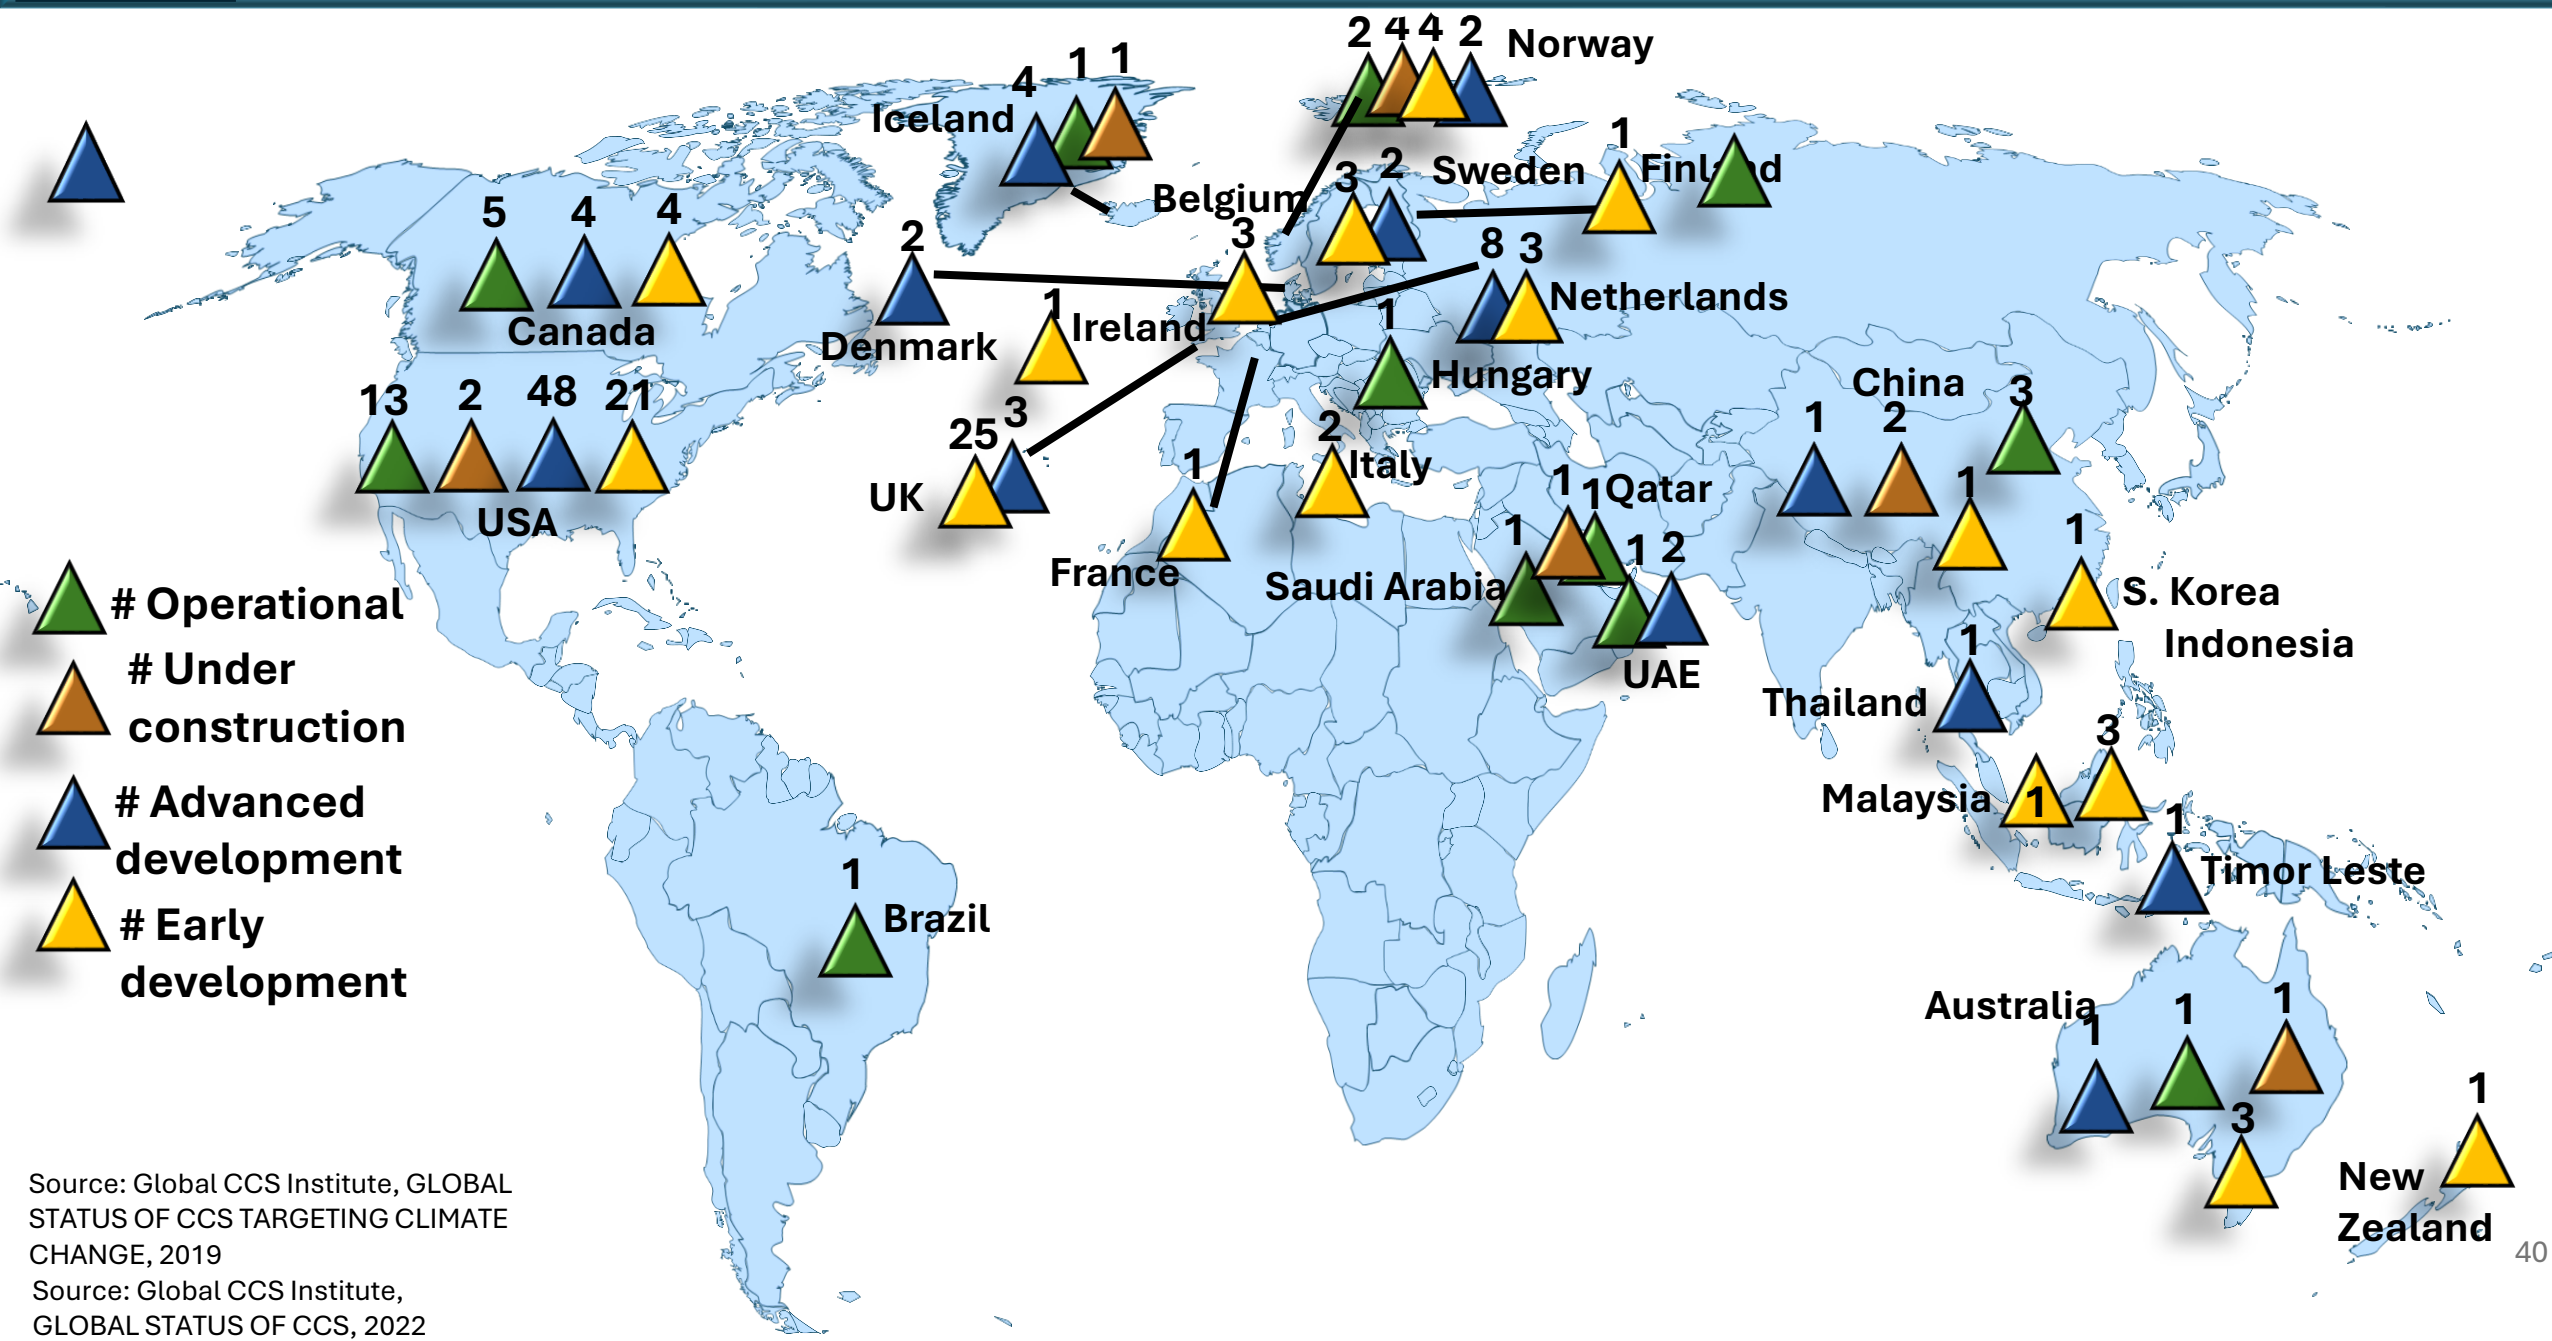 2 4 4 2 Norway
4 1 1
Iceland
1
Finland
3 2 Sweden
Belgium
3
5 4 4
Canada
2
Denmark
1
Ireland
8 3
Netherlands
1
Hungary
13 2 48 21
USA
25 3
UK
1
France
2
Italy
China
1 2 3
1
1 1 Qatar
1
Saudi Arabia
1 2
UAE
1
S. Korea
Indonesia
1
Thailand
3
Malaysia
1
1
Timor Leste
# Operational
# Under
construction
# Advanced
development
# Early
development
1
Brazil
Australia
1 1 1
3
1
New
Zealand
Source: Global CCS Institute, GLOBAL
STATUS OF CCS TARGETING CLIMATE
CHANGE, 2019
Source: Global CCS Institute,
GLOBAL STATUS OF CCS, 2022
40